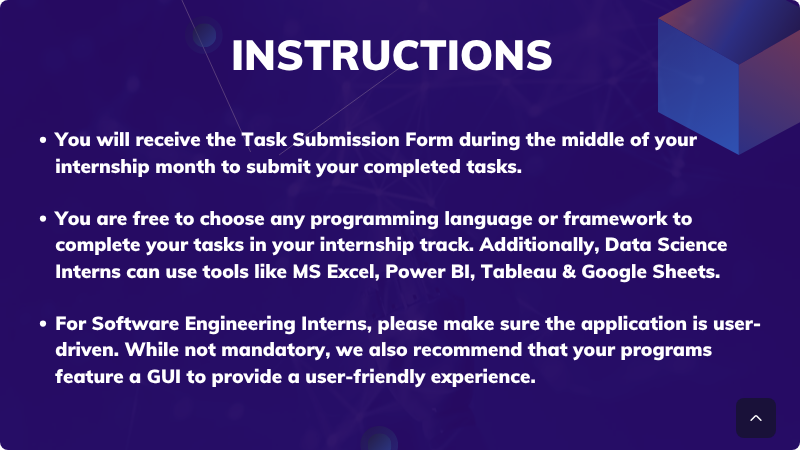 INSTRUCTIONS
• You will receive the Task Submission Form during the middle of your
internship month to submit your completed tasks.
• You are free to choose any programming language or framework to
complete your tasks in your internship track. Additionally, Data Science
Interns can use tools like MS Excel, Power BI, Tableau & Google Sheets.
• For Software Engineering Interns, please make sure the application is user-
driven. While not mandatory, we also recommend that your programs
feature a GUI to provide a user-friendly experience.